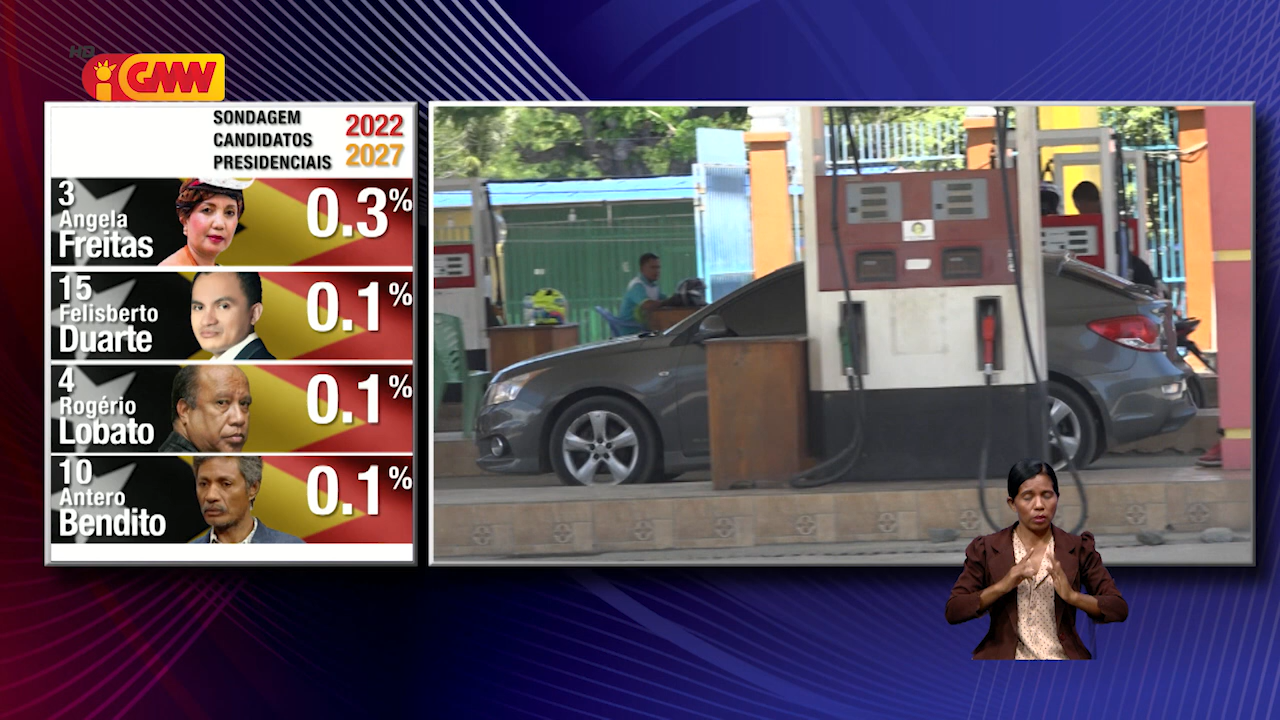 HD
GMN
SONDAGEM
CANDIDATOS
PRESIDENCIAIS
2022
2027
3
Angela
Freitas
0.3%
15
Felisberto
Duarte
0.1%
4
Rogério
Lobato
0.1%
10
Antero
Bendito
0.1%